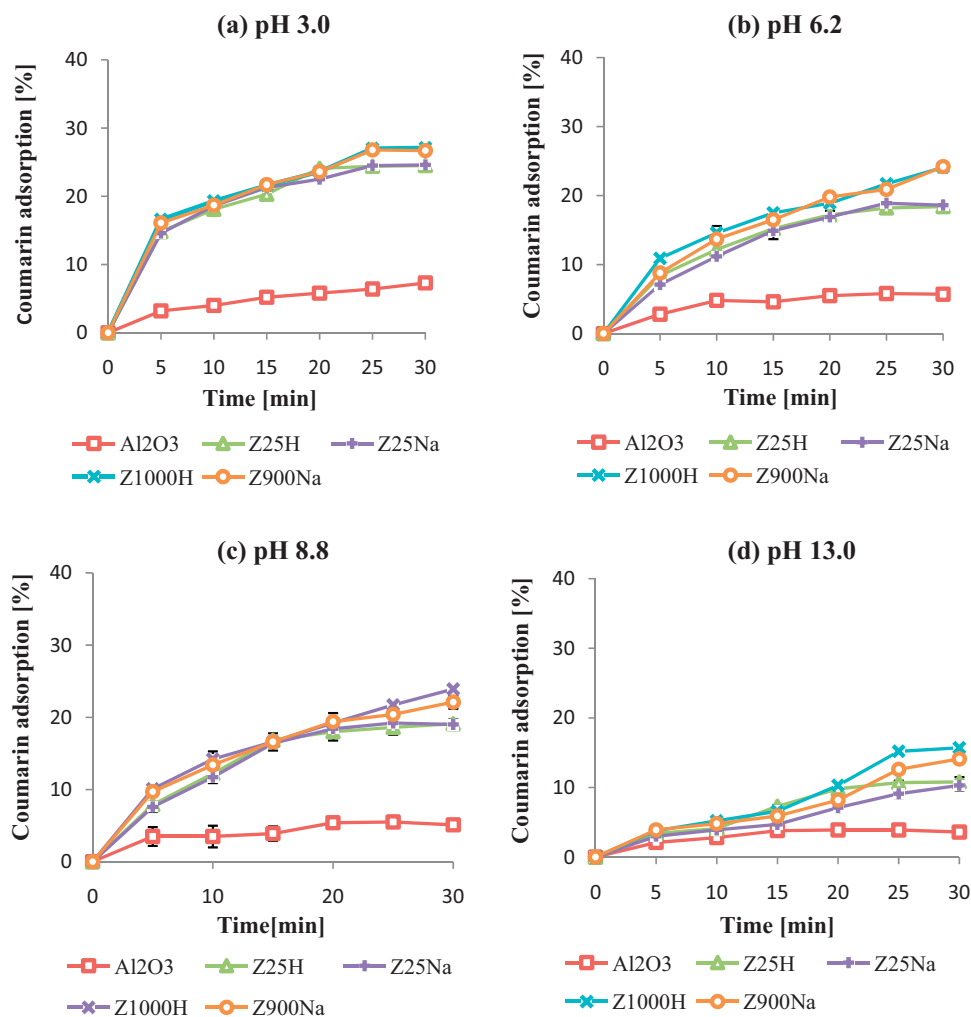 (a) pH 3.0
Coumarin adsorption [%]
40
30
20
10
0
0 5 10 15 20 25 30
Time [min]
Al2O3 Z25H Z25Na
Z1000H Z900Na
(b) pH 6.2
Coumarin adsorption [%]
40
30
20
10
0
0 5 10 15 20 25 30
Time [min]
Al2O3 Z25H Z25Na
Z1000H Z900Na
(c) pH 8.8
Coumarin adsorption [%]
40
30
20
10
0
0 10 20 30
Time[min]
Al2O3 Z25H Z25Na
Z1000H Z900Na
(d) pH 13.0
Coumarin adsorption [%]
40
30
20
10
0
0 5 10 15 20 25 30
Time [min]
Al2O3 Z25H Z25Na
Z1000H Z900Na